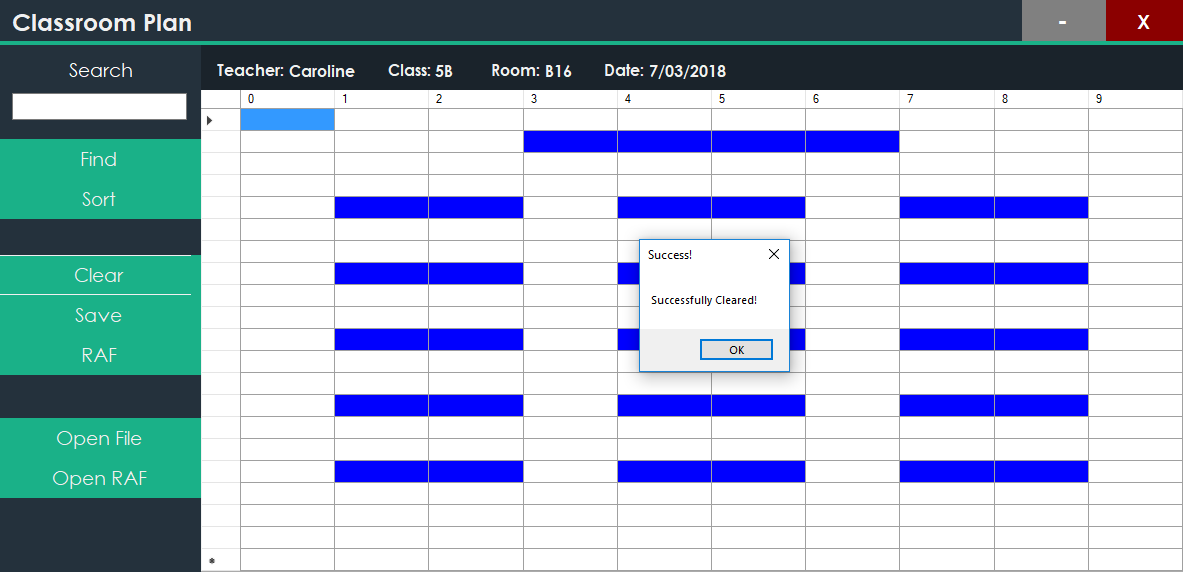 Classroom Plan
-
X
Search
Teacher: Caroline Class: 5B Room: B16 Date: 7/03/2018
0 1 2 3 4 5 6 7 8 9
Find
Sort
Clear
Save
RAF
Open File
Open RAF
Success!
Successfully Cleared!
OK